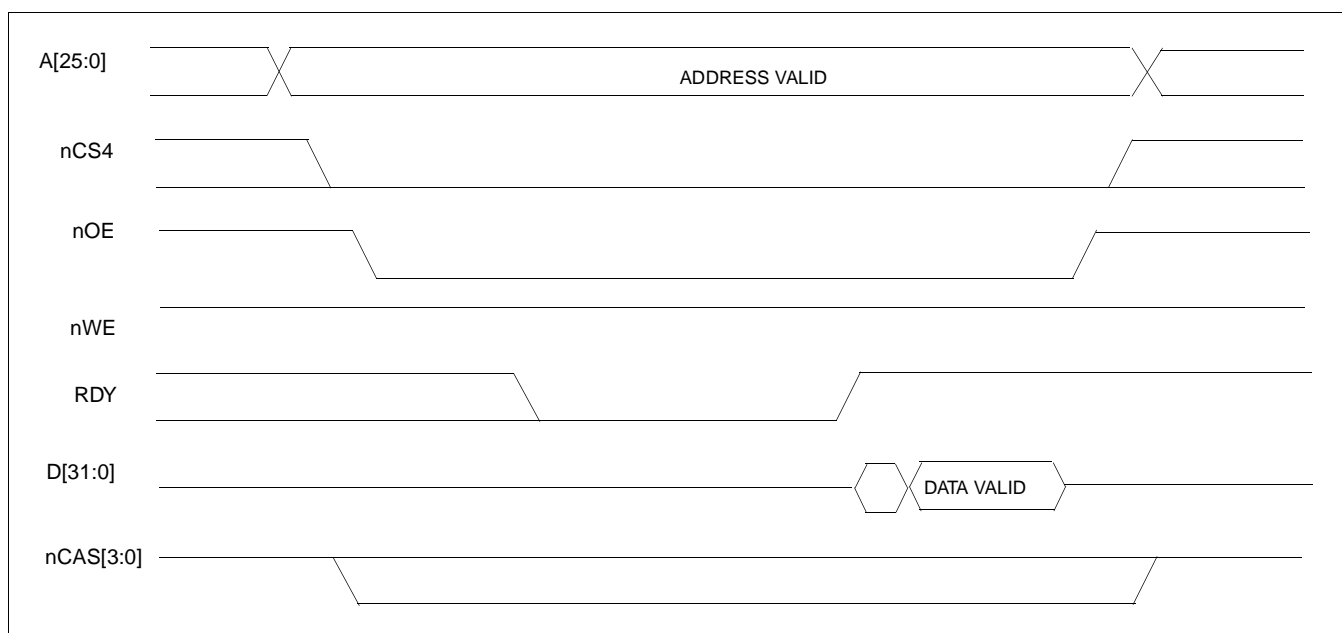 A[25:0]
ADDRESS VALID
nCS4
nOE
nWE
RDY
D[31:0]
DATA VALID
nCAS[3:0]